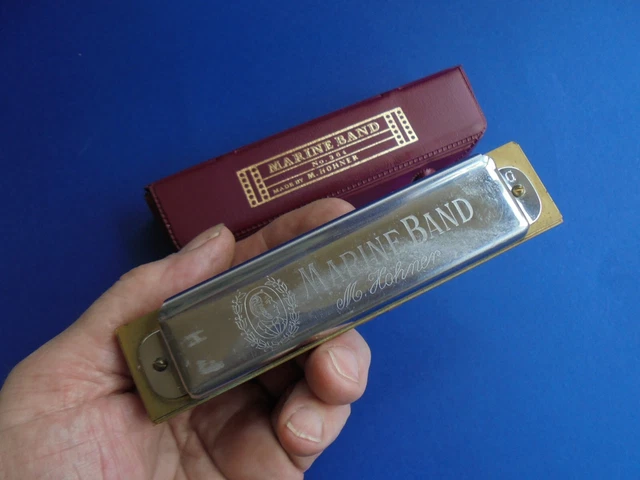 MARINE BAND
No. 364
MADE BY M. HOHNER
MARINE BAND
M. Hohner